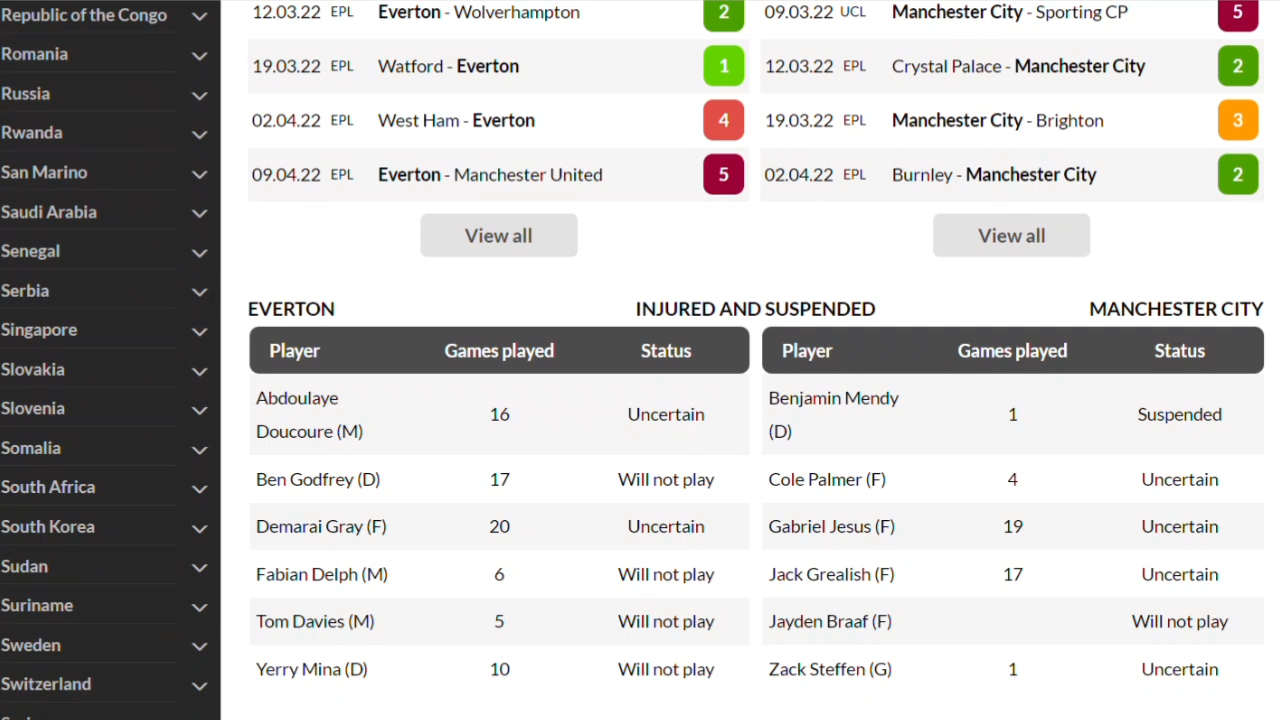 Republic of the Congo
Romania
Russia
Rwanda
San Marino
Saudi Arabia
Senegal
Serbia
Singapore
Slovakia
Slovenia
Somalia
South Africa
South Korea
Sudan
Suriname
Sweden
Switzerland
12.03.22 EPL Everton - Wolverhampton 2
19.03.22 EPL Watford - Everton 1
02.04.22 EPL West Ham - Everton 4
09.04.22 EPL Everton - Manchester United 5
View all
09.03.22 UCL Manchester City - Sporting CP 5
12.03.22 EPL Crystal Palace - Manchester City 2
19.03.22 EPL Manchester City - Brighton 3
02.04.22 EPL Burnley - Manchester City 2
View all
EVERTON INJURED AND SUSPENDED MANCHESTER CITY
Player Games played Status
Abdoulaye
Doucoure (M) 16 Uncertain
Ben Godfrey (D) 17 Will not play
Demarai Gray (F) 20 Uncertain
Fabian Delph (M) 6 Will not play
Tom Davies (M) 5 Will not play
Yerry Mina (D) 10 Will not play
Player Games played Status
Benjamin Mendy
(D) 1 Suspended
Cole Palmer (F) 4 Uncertain
Gabriel Jesus (F) 19 Uncertain
Jack Grealish (F) 17 Uncertain
Jayden Braaf (F) Will not play
Zack Steffen (G) 1 Uncertain